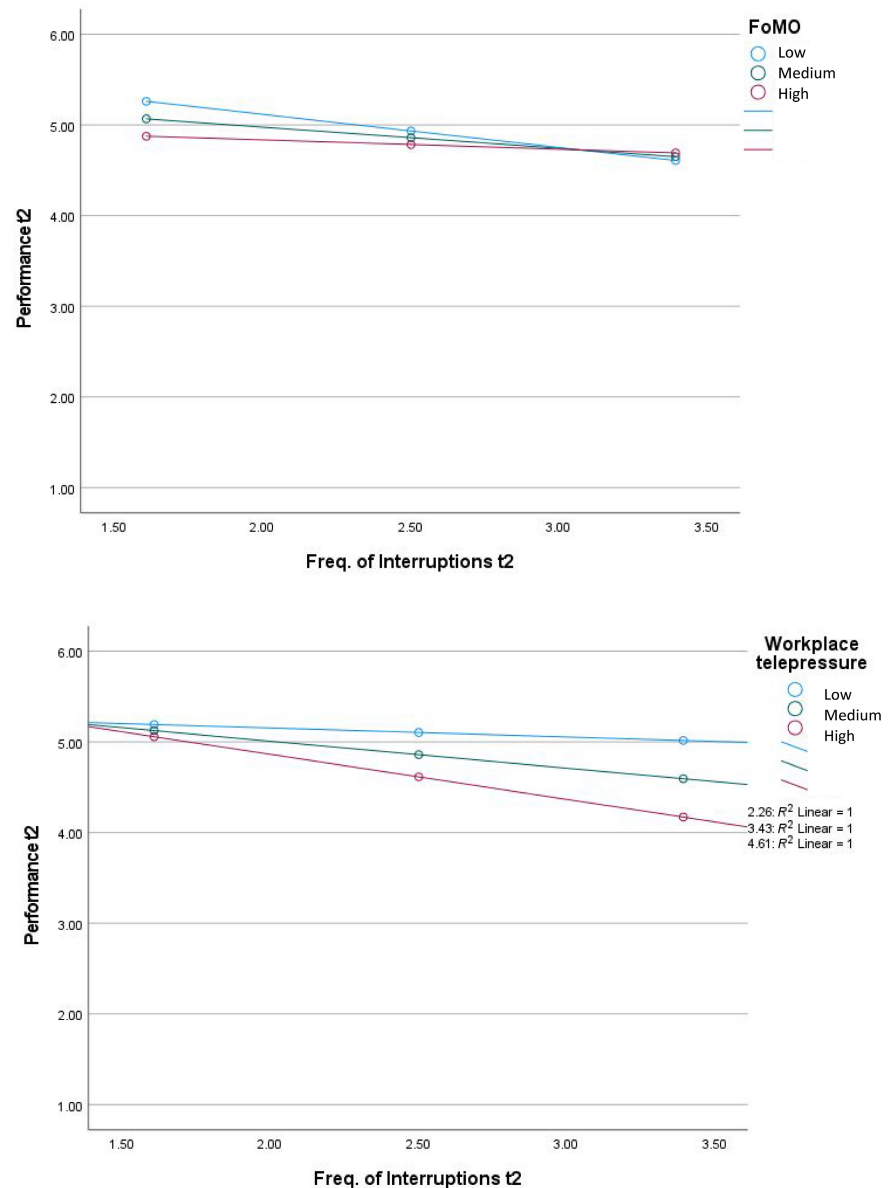 FoMO
Low
Medium
High
6.00
5.00
4.00
3.00
2.00
1.00
Performance t2
1.50 2.00 2.50 3.00 3.50
Freq. of Interruptions t2
Workplace
telepressure
Low
Medium
High
2.26: R² Linear = 1
3.43: R² Linear = 1
4.61: R² Linear = 1
6.00
5.00
4.00
3.00
2.00
1.00
Performance t2
1.50 2.00 2.50 3.00 3.50
Freq. of Interruptions t2